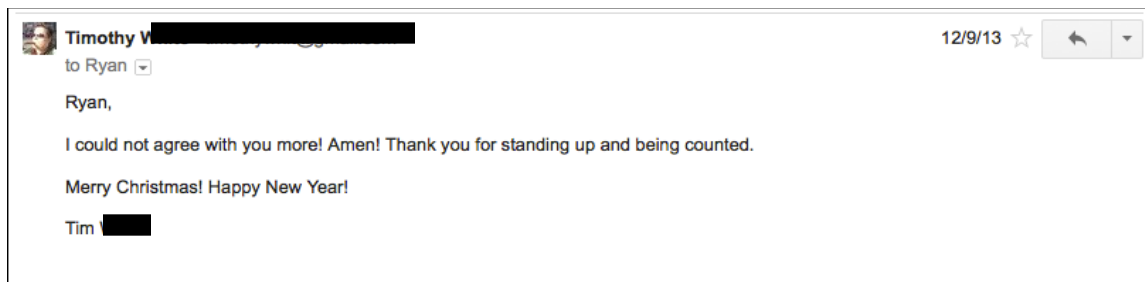 Timothy
12/9/13
to Ryan
Ryan,
I could not agree with you more! Amen! Thank you for standing up and being counted.
Merry Christmas! Happy New Year!
Tim